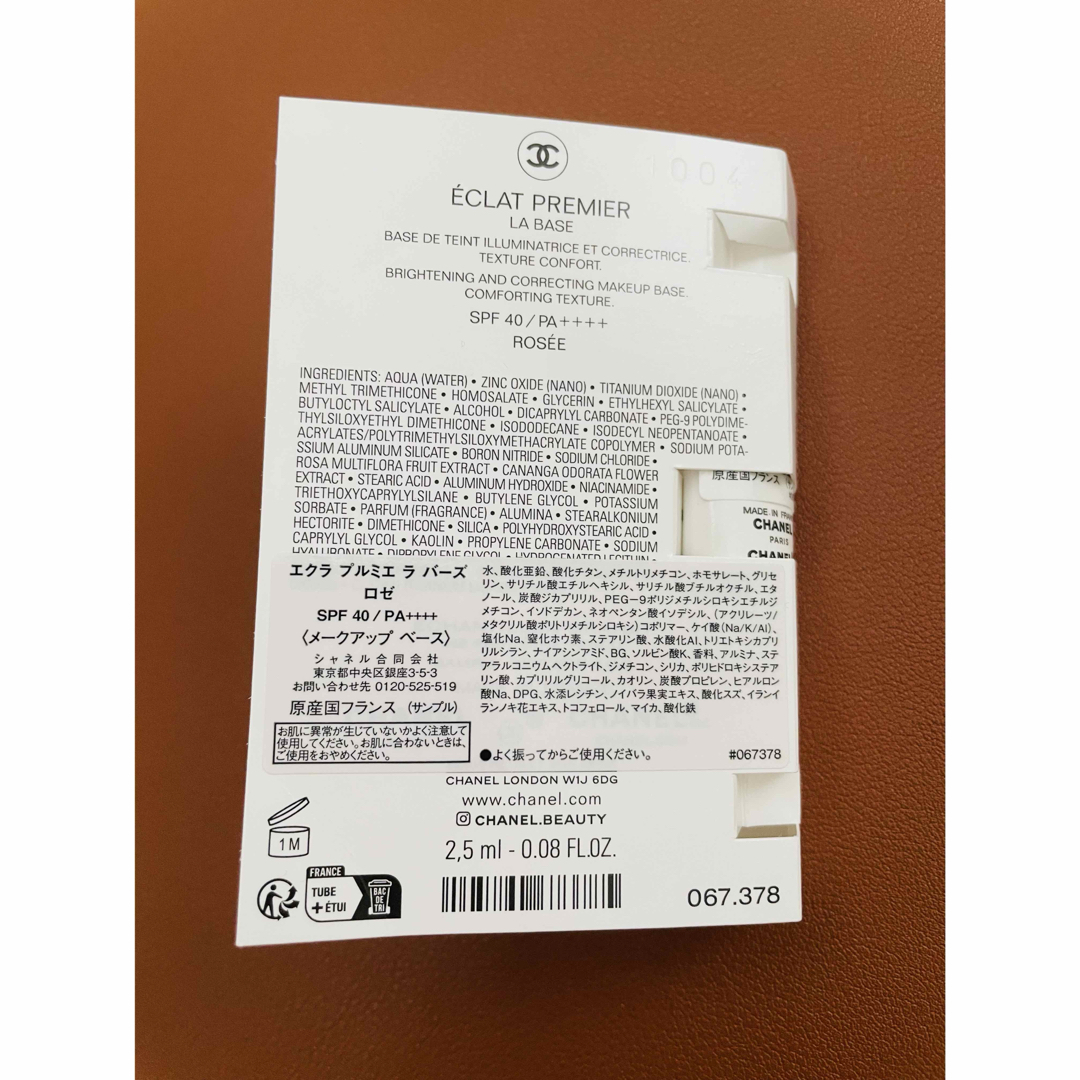 1004
ÉCLAT PREMIER
LA BASE
BASE DE TEINT ILLUMINATRICE ET CORRECTRICE.
TEXTURE CONFORT.
BRIGHTENING AND CORRECTING MAKEUP BASE.
COMFORTING TEXTURE.
SPF 40 / PA++++
ROSÉE
INGREDIENTS: AQUA (WATER) • ZINC OXIDE (NANO) • TITANIUM DIOXIDE (NANO) •
METHYL TRIMETHICONE • HOMOSALATE • GLYCERIN • ETHYLHEXYL SALICYLATE •
BUTYLOCTYL SALICYLATE • ALCOHOL • DICAPRYLYL CARBONATE • PEG-9 POLYDIME-
THYLSILOXYETHYL DIMETHICONE • ISODODECANE • ISODECYL NEOPENTANOATE •
ACRYLATES/POLYTRIMETHYLSILOXYMETHACRYLATE COPOLYMER • SODIUM POTA-
SSIUM ALUMINUM SILICATE • BORON NITRIDE • SODIUM CHLORIDE •
ROSA MULTIFLORA FRUIT EXTRACT • CANANGA ODORATA FLOWER
EXTRACT • STEARIC ACID • ALUMINUM HYDROXIDE • NIACINAMIDE •
TRIETHOXYCAPRYLYLSILANE • BUTYLENE GLYCOL • POTASSIUM
SORBATE • PARFUM (FRAGRANCE) • ALUMINA • STEARALKONIUM
HECTORITE • DIMETHICONE • SILICA • POLYHYDROXYSTEARIC ACID •
CAPRYLYL GLYCOL • KAOLIN • PROPYLENE CARBONATE • SODIUM
HYALURONATE • DIPROPYLENE GLYCOL • HYDROGENATED LECITHIN •
原産国フランス
MADE IN FRAN
CHANEL
PARIS
CHANEL
エクラ プルミエ ラ バーズ
ロゼ
SPF 40 / PA++++
〈メークアップ ベース〉
シャネル合同会社
東京都中央区銀座3-5-3
お問い合わせ先 0120-525-519
原産国フランス (サンプル)
お肌に異常が生じていないかよく注意して
使用してください。お肌に合わないときは、
ご使用をおやめください。
水、酸化亜鉛、酸化チタン、メチルトリメチコン、ホモサレート、グリセ
リン、サリチル酸エチルヘキシル、サリチル酸ブチルオクチル、エタ
ノール、炭酸ジカプリリル、PEG-9ポリジメチルシロキシエチルジ
メチコン、イソドデカン、ネオペンタン酸イソデシル、(アクリレーツ/
メタクリル酸ポリトリメチルシロキシ)コポリマー、ケイ酸(Na/K/Al)、
塩化Na、窒化ホウ素、ステアリン酸、水酸化Al、トリエトキシカプリ
リルシラン、ナイアシンアミド、BG、ソルビン酸K、香料、アルミナ、ステ
アラルコニウムヘクトライト、ジメチコン、シリカ、ポリヒドロキシステア
リン酸、カプリリルグリコール、カオリン、炭酸プロピレン、ヒアルロン
酸Na、DPG、水添レシチン、ノイバラ果実エキス、酸化スズ、イランイ
ランノキ花エキス、トコフェロール、マイカ、酸化鉄
●よく振ってからご使用ください。
#067378
CHANEL LONDON W1J 6DG
www.chanel.com
CHANEL.BEAUTY
2,5 ml - 0.08 FL.OZ.
1 M
FRANCE
TUBE
+ ÉTUI
BAC
DE
TRI
067.378